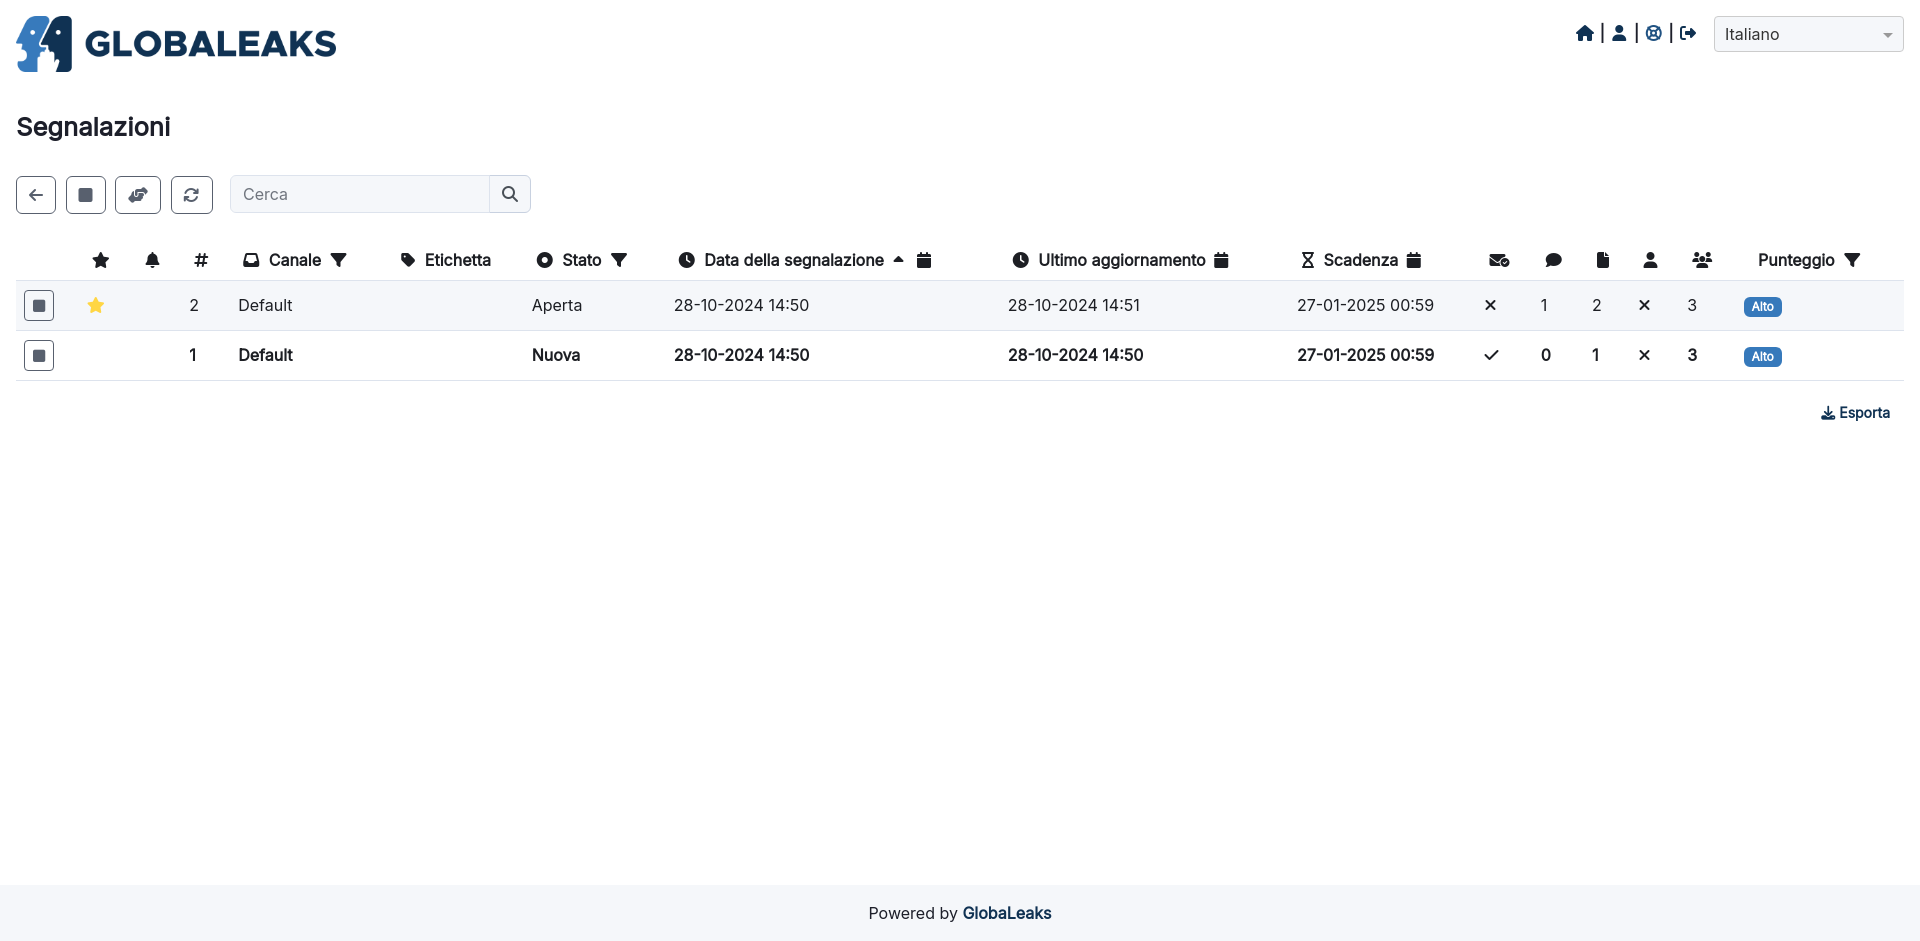 GLOBALEAKS
Italiano
Segnalazioni
Cerca
# Canale Etichetta Stato Data della segnalazione Ultimo aggiornamento Scadenza Punteggio
2 Default Aperta 28-10-2024 14:50 28-10-2024 14:51 27-01-2025 00:59 1 2 3 Alto
1 Default Nuova 28-10-2024 14:50 28-10-2024 14:50 27-01-2025 00:59 0 1 3 Alto
Esporta
Powered by GlobaLeaks